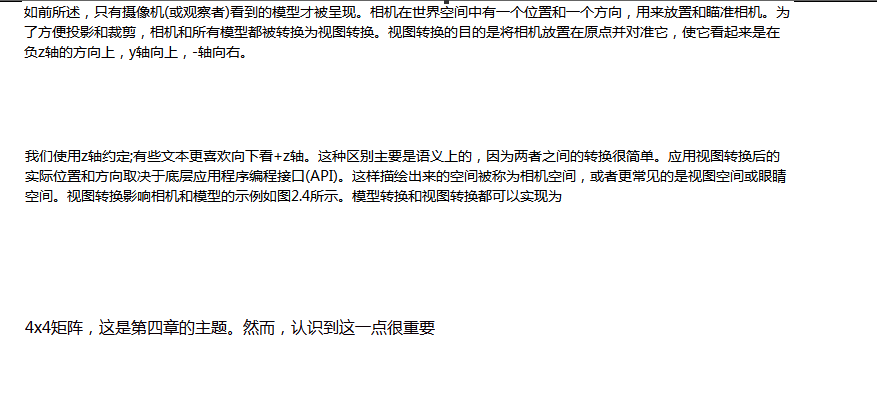 如前所述，只有摄像机(或观察者)看到的模型才被呈现。相机在世界空间中有一个位置和一个方向，用来放置和瞄准相机。为
了方便投影和裁剪，相机和所有模型都被转换为视图转换。视图转换的目的是将相机放置在原点并对准它，使它看起来是在
负z轴的方向上，y轴向上，-轴向右。
我们使用z轴约定;有些文本更喜欢向下看+z轴。这种区别主要是语义上的，因为两者之间的转换很简单。应用视图转换后的
实际位置和方向取决于底层应用程序编程接口(API)。这样描绘出来的空间被称为相机空间，或者更常见的是视图空间或眼睛
空间。视图转换影响相机和模型的示例如图2.4所示。模型转换和视图转换都可以实现为
4x4矩阵，这是第四章的主题。然而，认识到这一点很重要